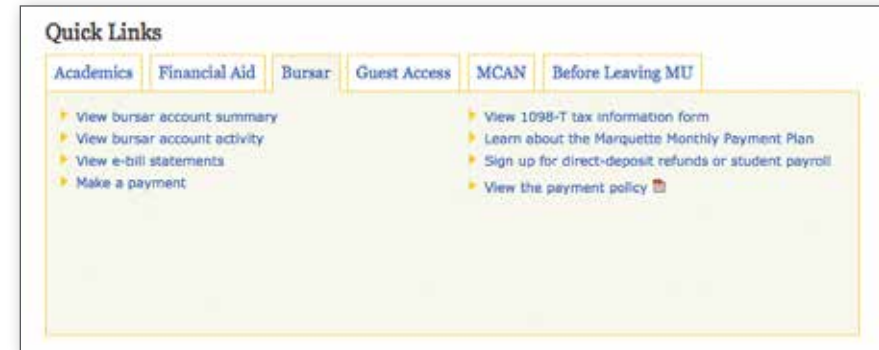 Quick Links
Academics Financial Aid Bursar Guest Access MCAN Before Leaving MU
View bursar account summary
View bursar account activity
View e-bill statements
Make a payment
View 1098-T tax information form
Learn about the Marquette Monthly Payment Plan
Sign up for direct-deposit refunds or student payroll
View the payment policy